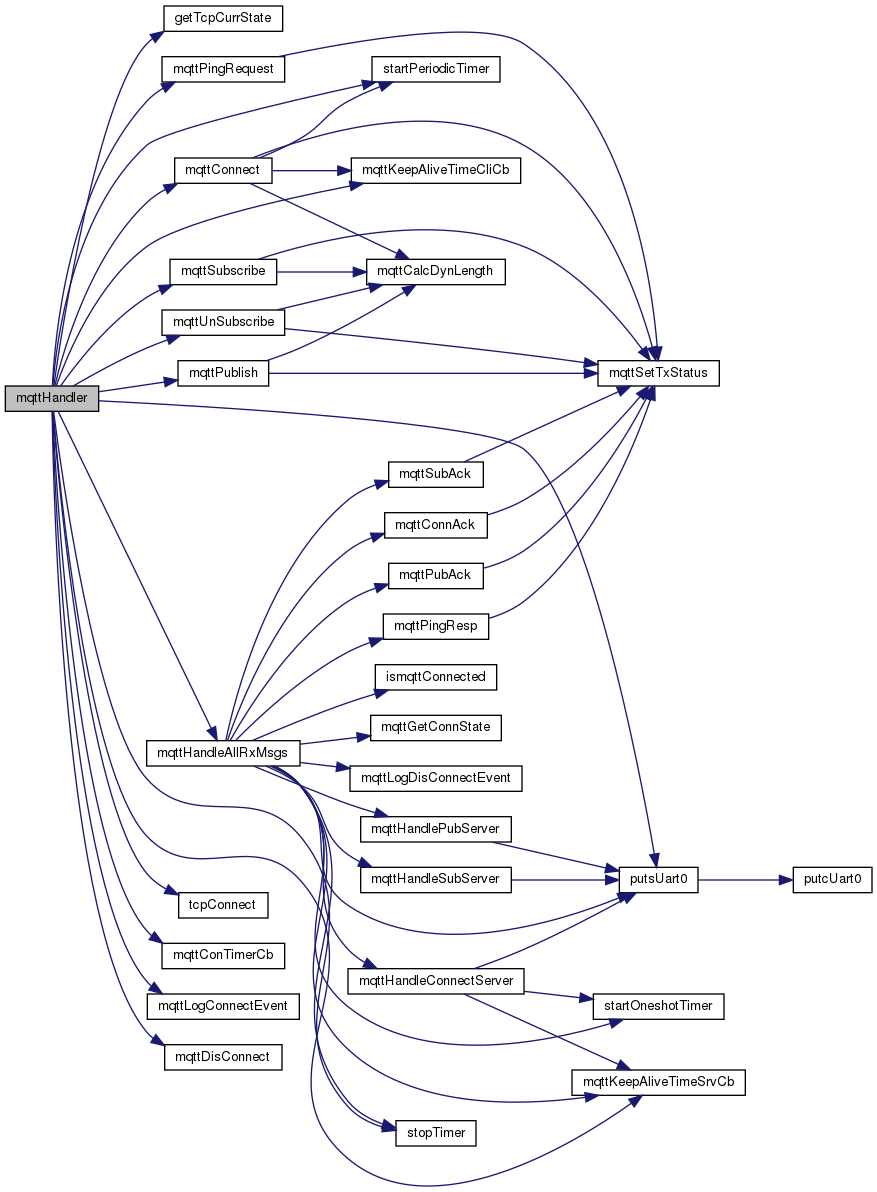 getTcpCurrState
mqttPingRequest
startPeriodicTimer
mqttConnect
mqttKeepAliveTimeCliCb
mqttSubscribe
mqttCalcDynLength
mqttUnSubscribe
mqttPublish
mqttSetTxStatus
mqttHandler
mqttSubAck
mqttConnAck
mqttPubAck
mqttPingResp
ismqttConnected
mqttGetConnState
mqttHandleAllRxMsgs
mqttLogDisConnectEvent
mqttHandlePubServer
mqttHandleSubServer
putsUart0
putcUart0
tcpConnect
mqttConTimerCb
mqttHandleConnectServer
mqttLogConnectEvent
startOneshotTimer
mqttDisConnect
mqttKeepAliveTimeSrvCb
stopTimer